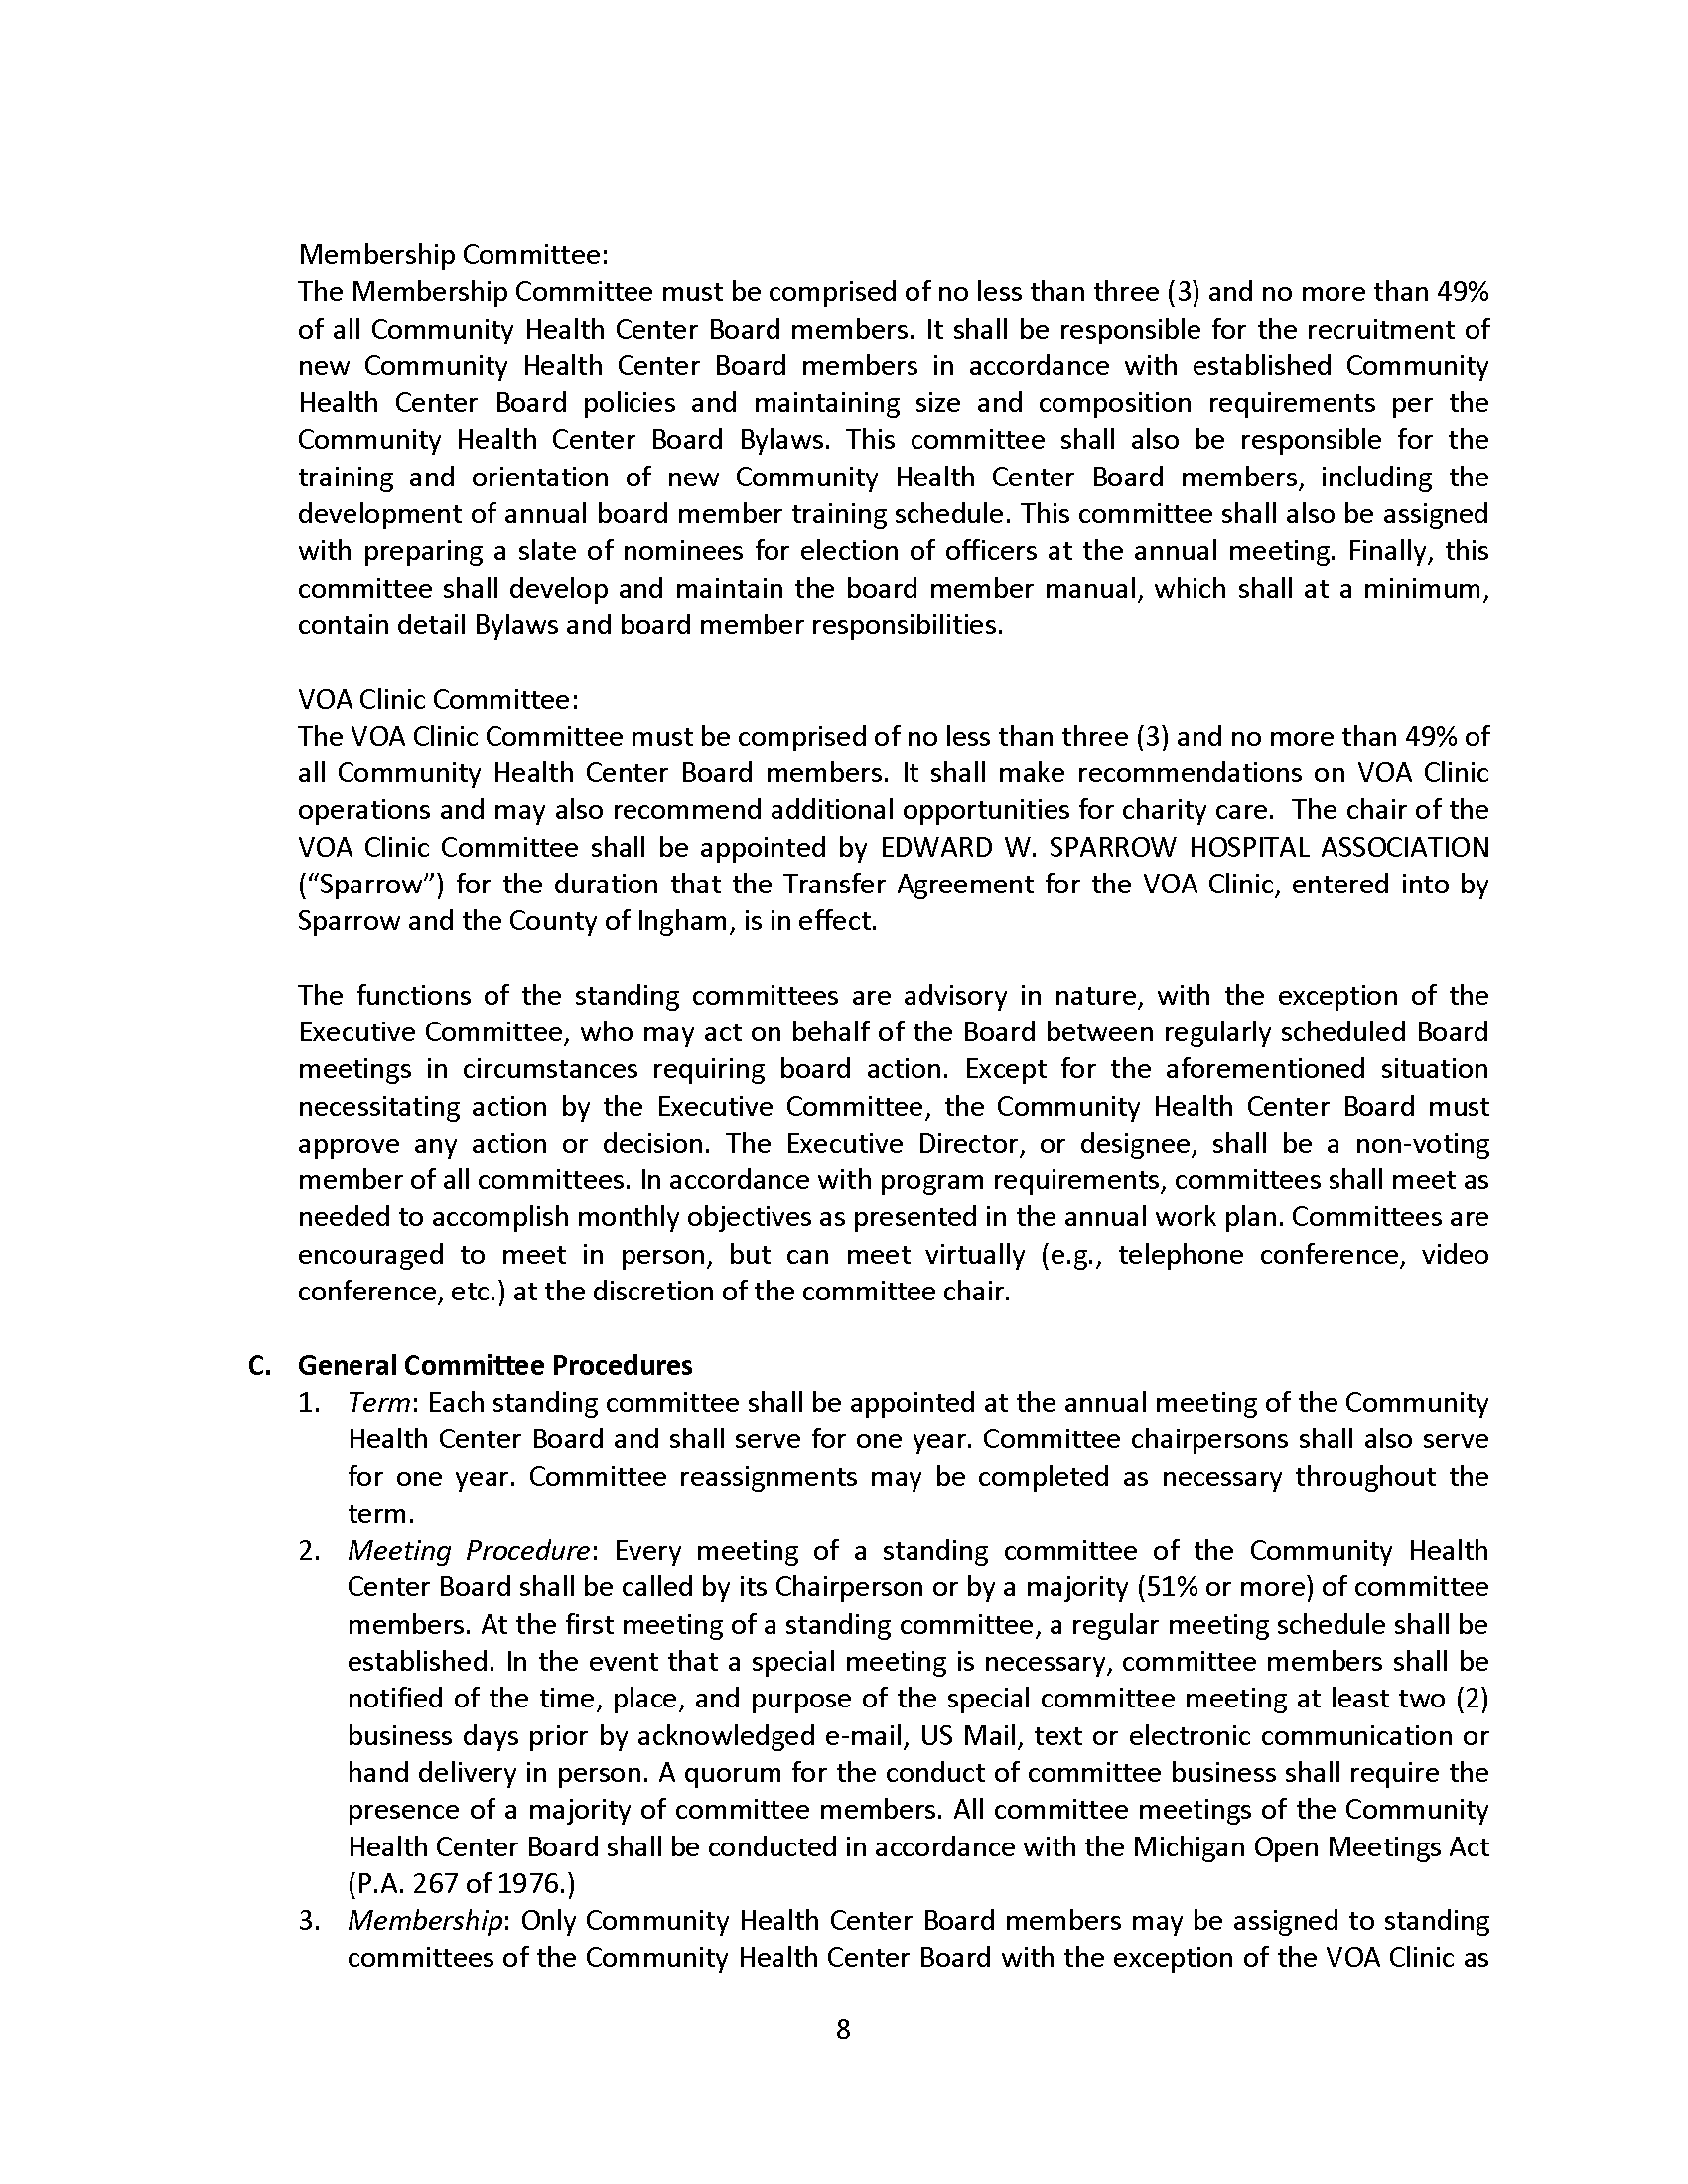 Membership Committee:
The Membership Committee must be comprised of no less than three (3) and no more than 49%
of all Community Health Center Board members. It shall be responsible for the recruitment of
new Community Health Center Board members in accordance with established Community
Health Center Board policies and maintaining size and composition requirements per the
Community Health Center Board Bylaws. This committee shall also be responsible for the
training and orientation of new Community Health Center Board members, including the
development of annual board member training schedule. This committee shall also be assigned
with preparing a slate of nominees for election of officers at the annual meeting. Finally, this
committee shall develop and maintain the board member manual, which shall at a minimum,
contain detail Bylaws and board member responsibilities.
VOA Clinic Committee:
The VOA Clinic Committee must be comprised of no less than three (3) and no more than 49% of
all Community Health Center Board members. It shall make recommendations on VOA Clinic
operations and may also recommend additional opportunities for charity care. The chair of the
VOA Clinic Committee shall be appointed by EDWARD W. SPARROW HOSPITAL ASSOCIATION
(“Sparrow”) for the duration that the Transfer Agreement for the VOA Clinic, entered into by
Sparrow and the County of Ingham, is in effect.
The functions of the standing committees are advisory in nature, with the exception of the
Executive Committee, who may act on behalf of the Board between regularly scheduled Board
meetings in circumstances requiring board action. Except for the aforementioned situation
necessitating action by the Executive Committee, the Community Health Center Board must
approve any action or decision. The Executive Director, or designee, shall be a non-voting
member of all committees. In accordance with program requirements, committees shall meet as
needed to accomplish monthly objectives as presented in the annual work plan. Committees are
encouraged to meet in person, but can meet virtually (e.g., telephone conference, video
conference, etc.) at the discretion of the committee chair.
C. General Committee Procedures
1. Term: Each standing committee shall be appointed at the annual meeting of the Community
Health Center Board and shall serve for one year. Committee chairpersons shall also serve
for one year. Committee reassignments may be completed as necessary throughout the
term.
2. Meeting Procedure: Every meeting of a standing committee of the Community Health
Center Board shall be called by its Chairperson or by a majority (51% or more) of committee
members. At the first meeting of a standing committee, a regular meeting schedule shall be
established. In the event that a special meeting is necessary, committee members shall be
notified of the time, place, and purpose of the special committee meeting at least two (2)
business days prior by acknowledged e-mail, US Mail, text or electronic communication or
hand delivery in person. A quorum for the conduct of committee business shall require the
presence of a majority of committee members. All committee meetings of the Community
Health Center Board shall be conducted in accordance with the Michigan Open Meetings Act
(P.A. 267 of 1976.)
3. Membership: Only Community Health Center Board members may be assigned to standing
committees of the Community Health Center Board with the exception of the VOA Clinic as
8